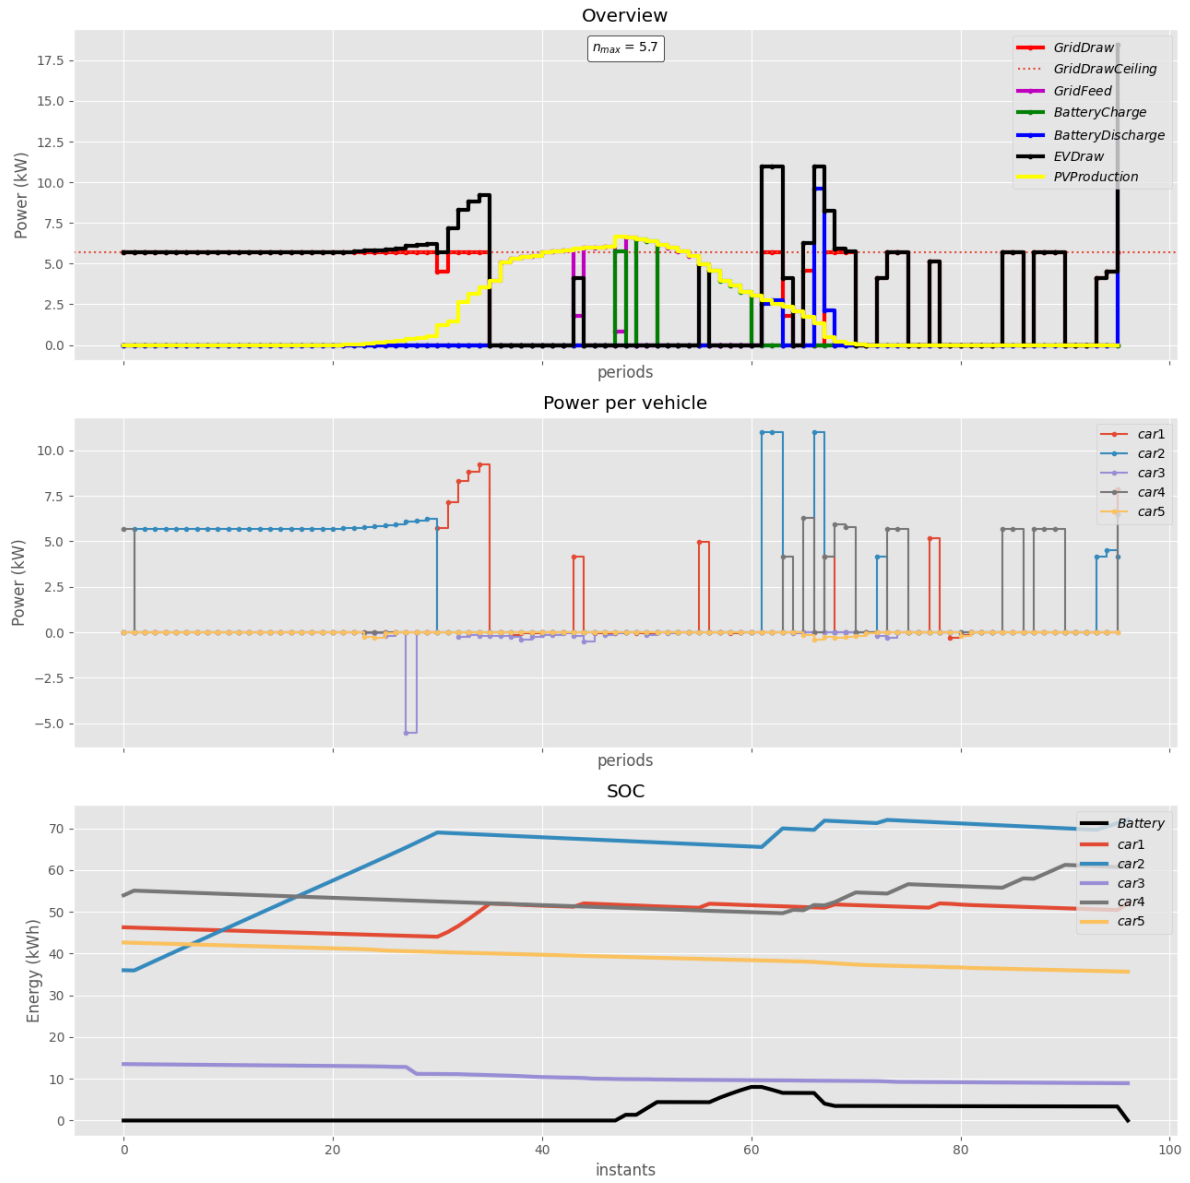 Overview
n_max = 5.7
GridDraw
GridDrawCeiling
GridFeed
BatteryCharge
BatteryDischarge
EVDraw
PVProduction
Power (kW)
17.5
15.0
12.5
10.0
7.5
5.0
2.5
0.0
periods
Power per vehicle
car1
car2
car3
car4
car5
Power (kW)
10.0
7.5
5.0
2.5
0.0
−2.5
−5.0
periods
SOC
Battery
car1
car2
car3
car4
car5
Energy (kWh)
70
60
50
40
30
20
10
0
0 20 40 60 80 100
instants